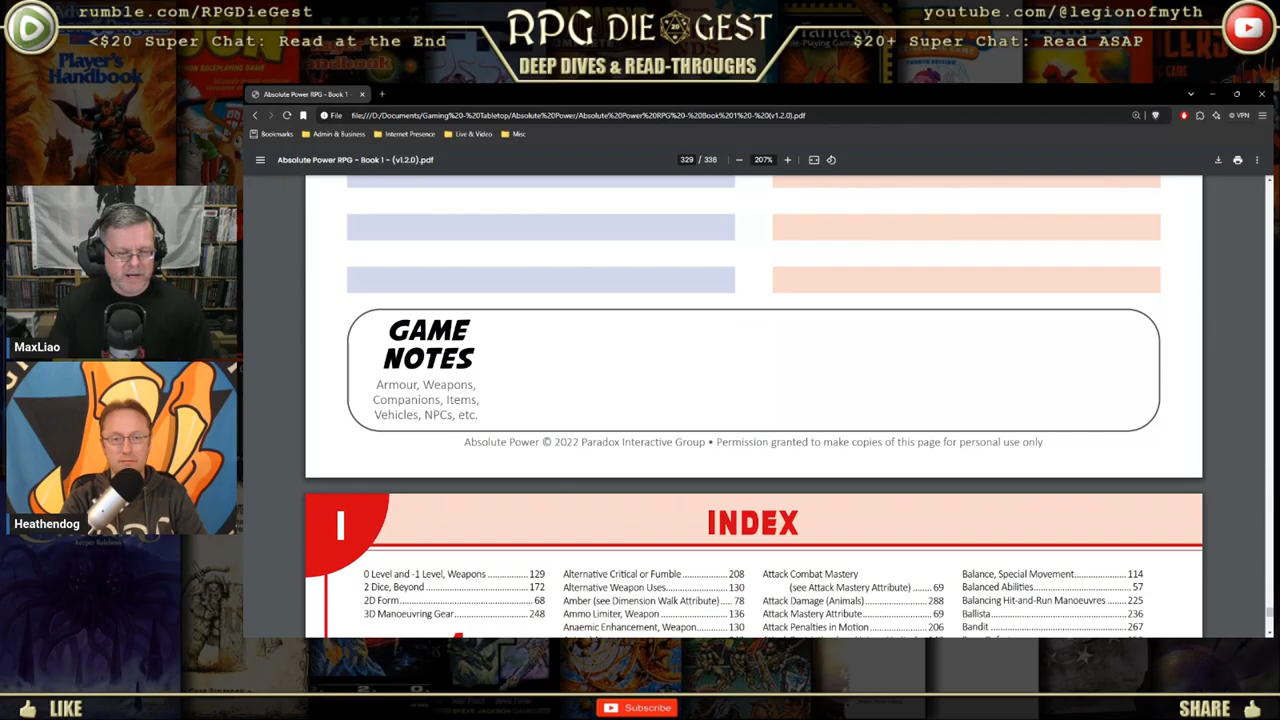 rumble.com/RPGDieGest
<$20 Super Chat: Read at the End
RPG DIE GEST
DEEP DIVES & READ-THROUGHS
youtube.com/@legionofmyth
$20+ Super Chat: Read ASAP
Player's
Handbook
Absolute Power RPG - Book 1 -
File file:///D:/Documents/Gaming%20-%20Tabletop/Absolute%20Power/Absolute%20Power%20RPG%20-%20Book%201%20-%20(v1.2.0).pdf
VPN
Bookmarks Admin & Business Internet Presence Live & Video Misc
Absolute Power RPG - Book 1 - (v1.2.0).pdf
329 / 336 207%
MaxLiao
Heathendog
GAME
NOTES
Armour, Weapons,
Companions, Items,
Vehicles, NPCs, etc.
Absolute Power © 2022 Paradox Interactive Group • Permission granted to make copies of this page for personal use only
I
INDEX
0 Level and -1 Level, Weapons 129
2 Dice, Beyond 172
2D Form 68
3D Manoeuvring Gear 248
Alternative Critical or Fumble 208
Alternative Weapon Uses 130
Amber (see Dimension Walk Attribute) 78
Ammo Limiter, Weapon 136
Anaemic Enhancement, Weapon 130
Attack Combat Mastery
(see Attack Mastery Attribute) 69
Attack Damage (Animals) 288
Attack Mastery Attribute 69
Attack Penalties in Motion 206
Balance, Special Movement 114
Balanced Abilities 57
Balancing Hit-and-Run Manoeuvres 225
Ballista 236
Bandit 267
LIKE
Subscribe
SHARE